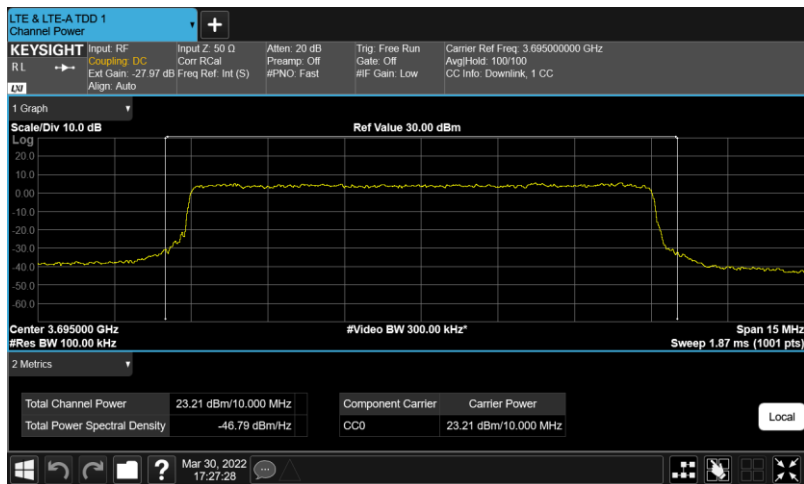 LTE & LTE-A TDD 1
Channel Power
KEYSIGHT
RL
LXI
Input: RF
Coupling: DC
Ext Gain: -27.97 dB
Align: Auto
Input Z: 50 Ω
Corr RCal
Freq Ref: Int (S)
Atten: 20 dB
Preamp: Off
#PNO: Fast
Trig: Free Run
Gate: Off
#IF Gain: Low
Carrier Ref Freq: 3.695000000 GHz
Avg|Hold: 100/100
CC Info: Downlink, 1 CC
1 Graph
Scale/Div 10.0 dB Ref Value 30.00 dBm
Log
20.0
10.0
0.00
-10.0
-20.0
-30.0
-40.0
-50.0
-60.0
Center 3.695000 GHz #Video BW 300.00 kHz* Span 15 MHz
#Res BW 100.00 kHz Sweep 1.87 ms (1001 pts)
2 Metrics
Total Channel Power 23.21 dBm/10.000 MHz
Total Power Spectral Density -46.79 dBm/Hz
Component Carrier Carrier Power
CC0 23.21 dBm/10.000 MHz
Local
?
Mar 30, 2022
17:27:28